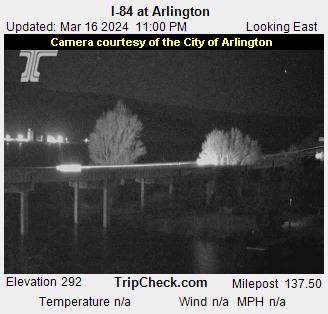 I-84 at Arlington
Updated: Mar 16 2024 11:00 PM Looking East
Camera courtesy of the City of Arlington
Elevation 292 TripCheck.com Milepost 137.50
Temperature n/a Wind n/a MPH n/a